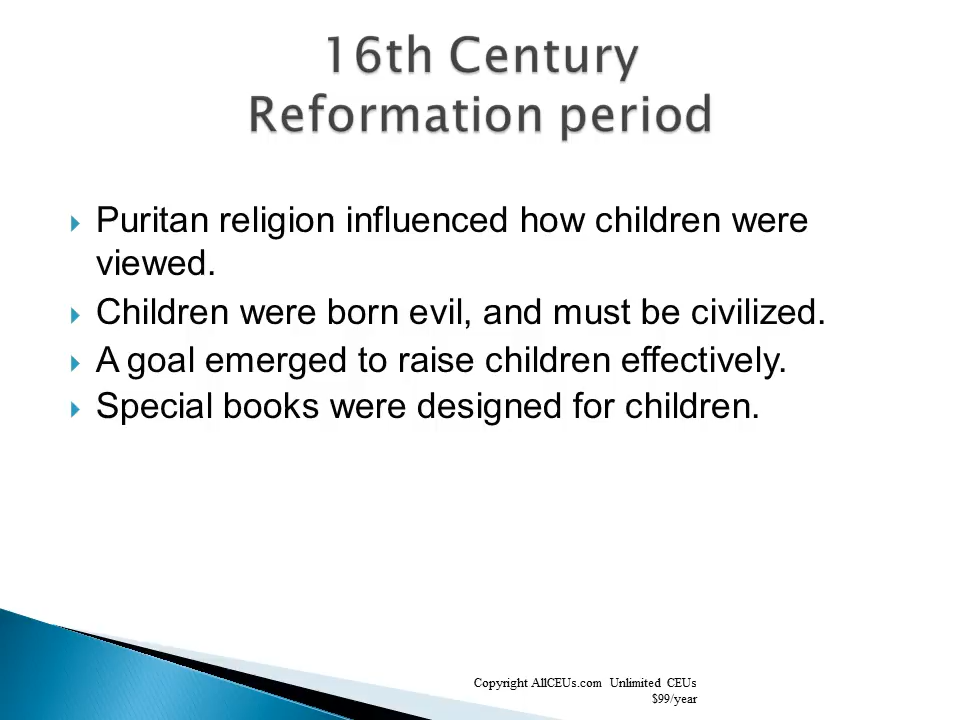 16th Century
Reformation period
Puritan religion influenced how children were
viewed.
Children were born evil, and must be civilized.
A goal emerged to raise children effectively.
Special books were designed for children.
Copyright AllCEUs.com Unlimited CEUs
$99/year